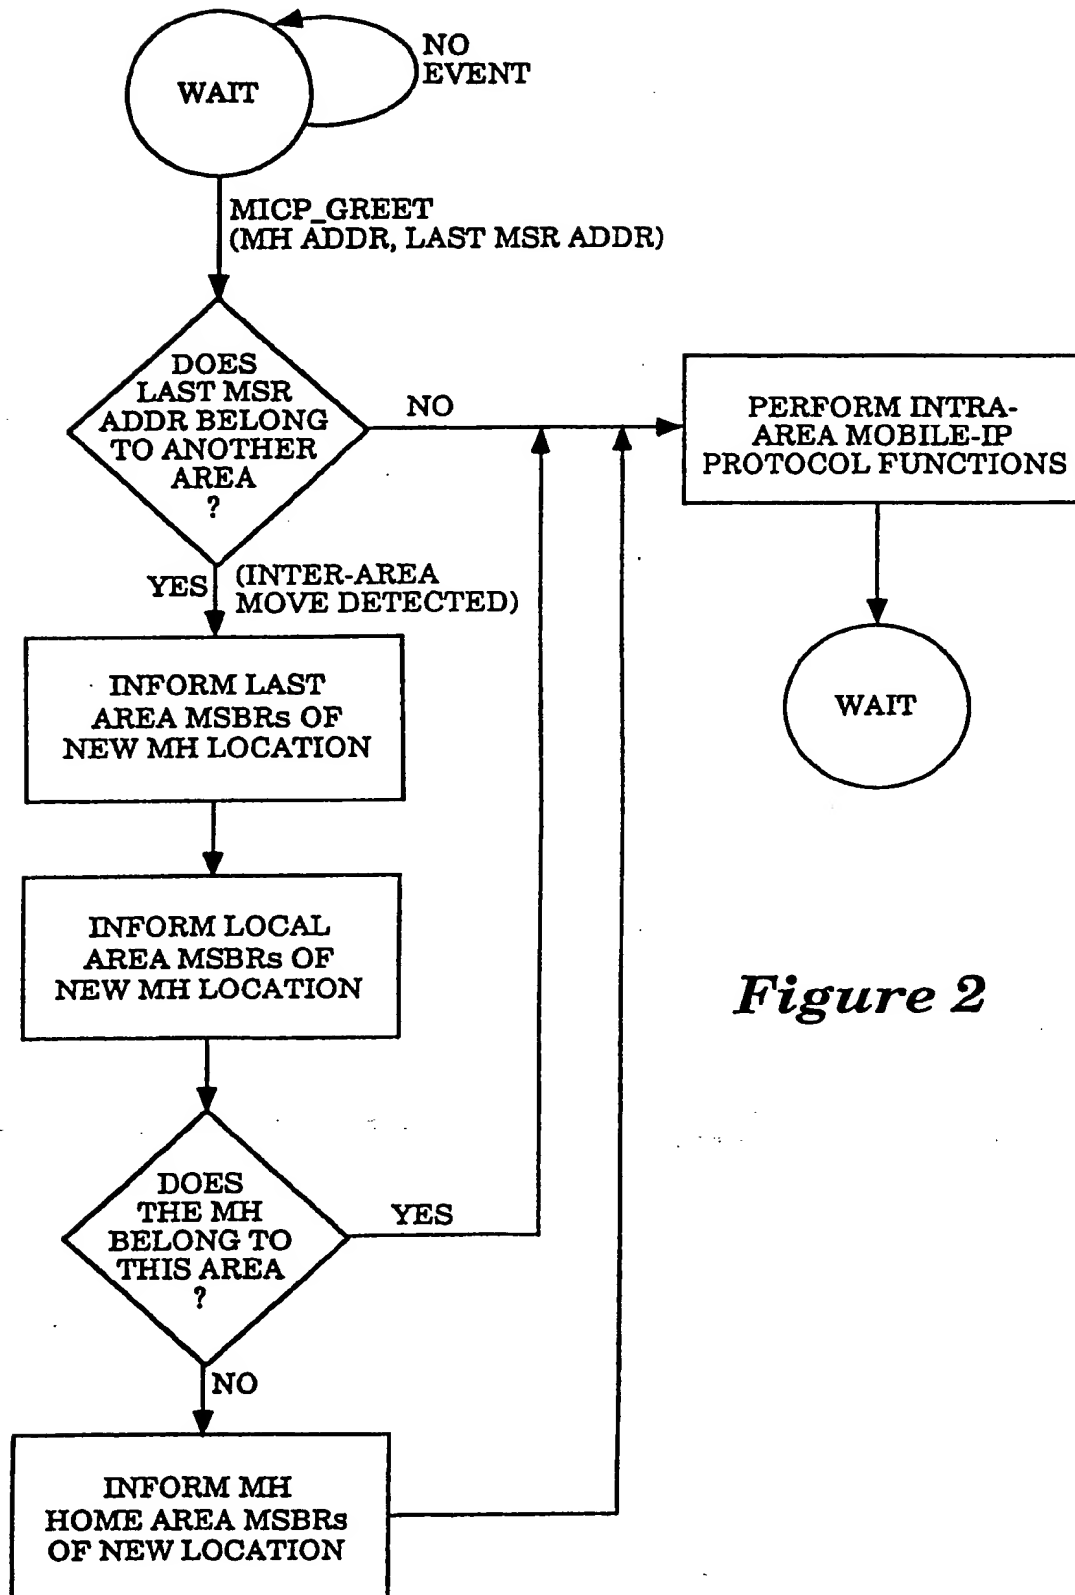 NO
EVENT
WAIT
MICP_GREET
(MH ADDR, LAST MSR ADDR)
DOES
LAST MSR
ADDR BELONG
TO ANOTHER
AREA
?
NO
PERFORM INTRA-
AREA MOBILE-IP
PROTOCOL FUNCTIONS
YES
(INTER-AREA
MOVE DETECTED)
WAIT
INFORM LAST
AREA MSBRs OF
NEW MH LOCATION
INFORM LOCAL
AREA MSBRs OF
NEW MH LOCATION
Figure 2
DOES
THE MH
BELONG TO
THIS AREA
?
YES
NO
INFORM MH
HOME AREA MSBRs
OF NEW LOCATION